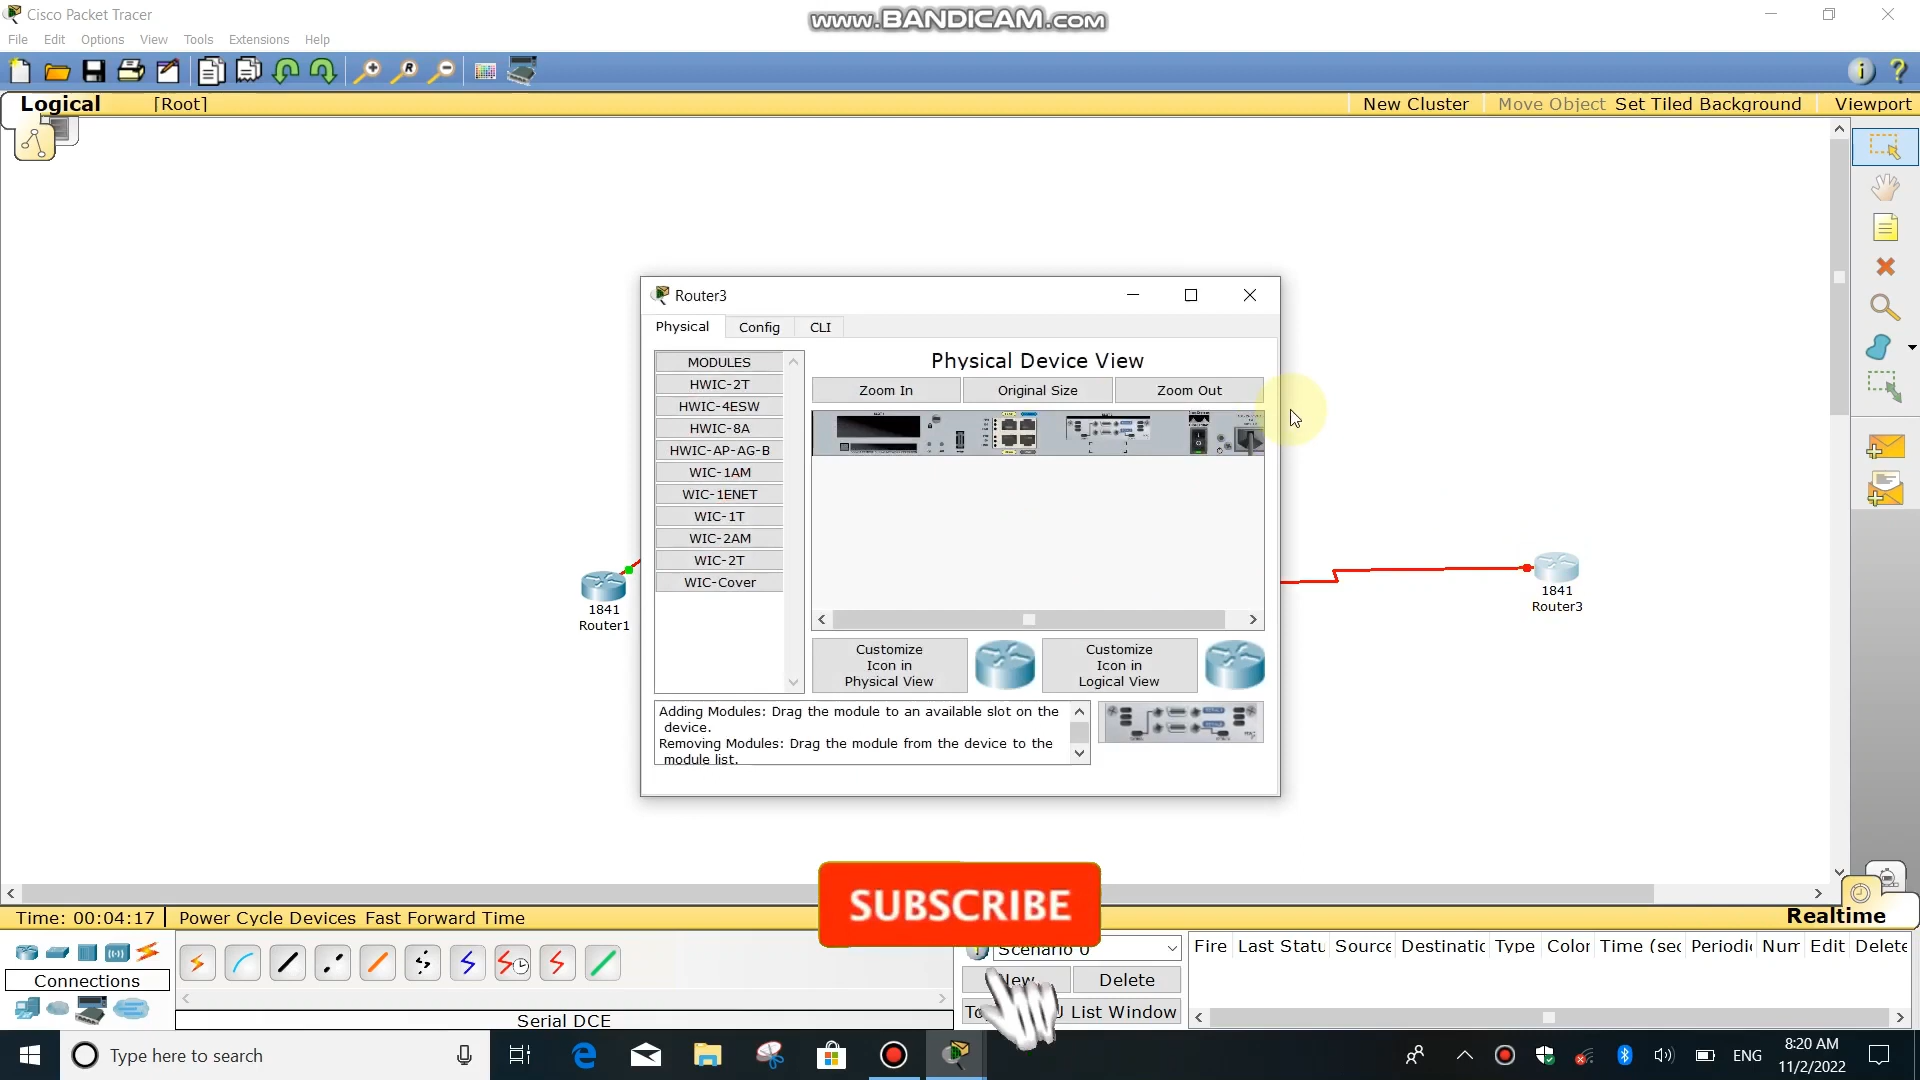 Cisco Packet Tracer
www.BANDICAM.com
File Edit Options View Tools Extensions Help
Logical [Root] New Cluster Move Object Set Tiled Background Viewport
Router3
Physical Config CLI
MODULES
HWIC-2T
HWIC-4ESW
HWIC-8A
HWIC-AP-AG-B
WIC-1AM
WIC-1ENET
WIC-1T
WIC-2AM
WIC-2T
WIC-Cover
Physical Device View
Zoom In Original Size Zoom Out
Customize
Icon in
Physical View
Customize
Icon in
Logical View
Adding Modules: Drag the module to an available slot on the
device.
Removing Modules: Drag the module from the device to the
module list.
1841
Router1
1841
Router3
SUBSCRIBE
Time: 00:04:17 Power Cycle Devices Fast Forward Time
Realtime
Connections
Serial DCE
Scenario 0
New Delete
List Window
Fire Last Statu Source Destinatic Type Color Time (sec Periodi Num Edit Delete
Type here to search
ENG
8:20 AM
11/2/2022